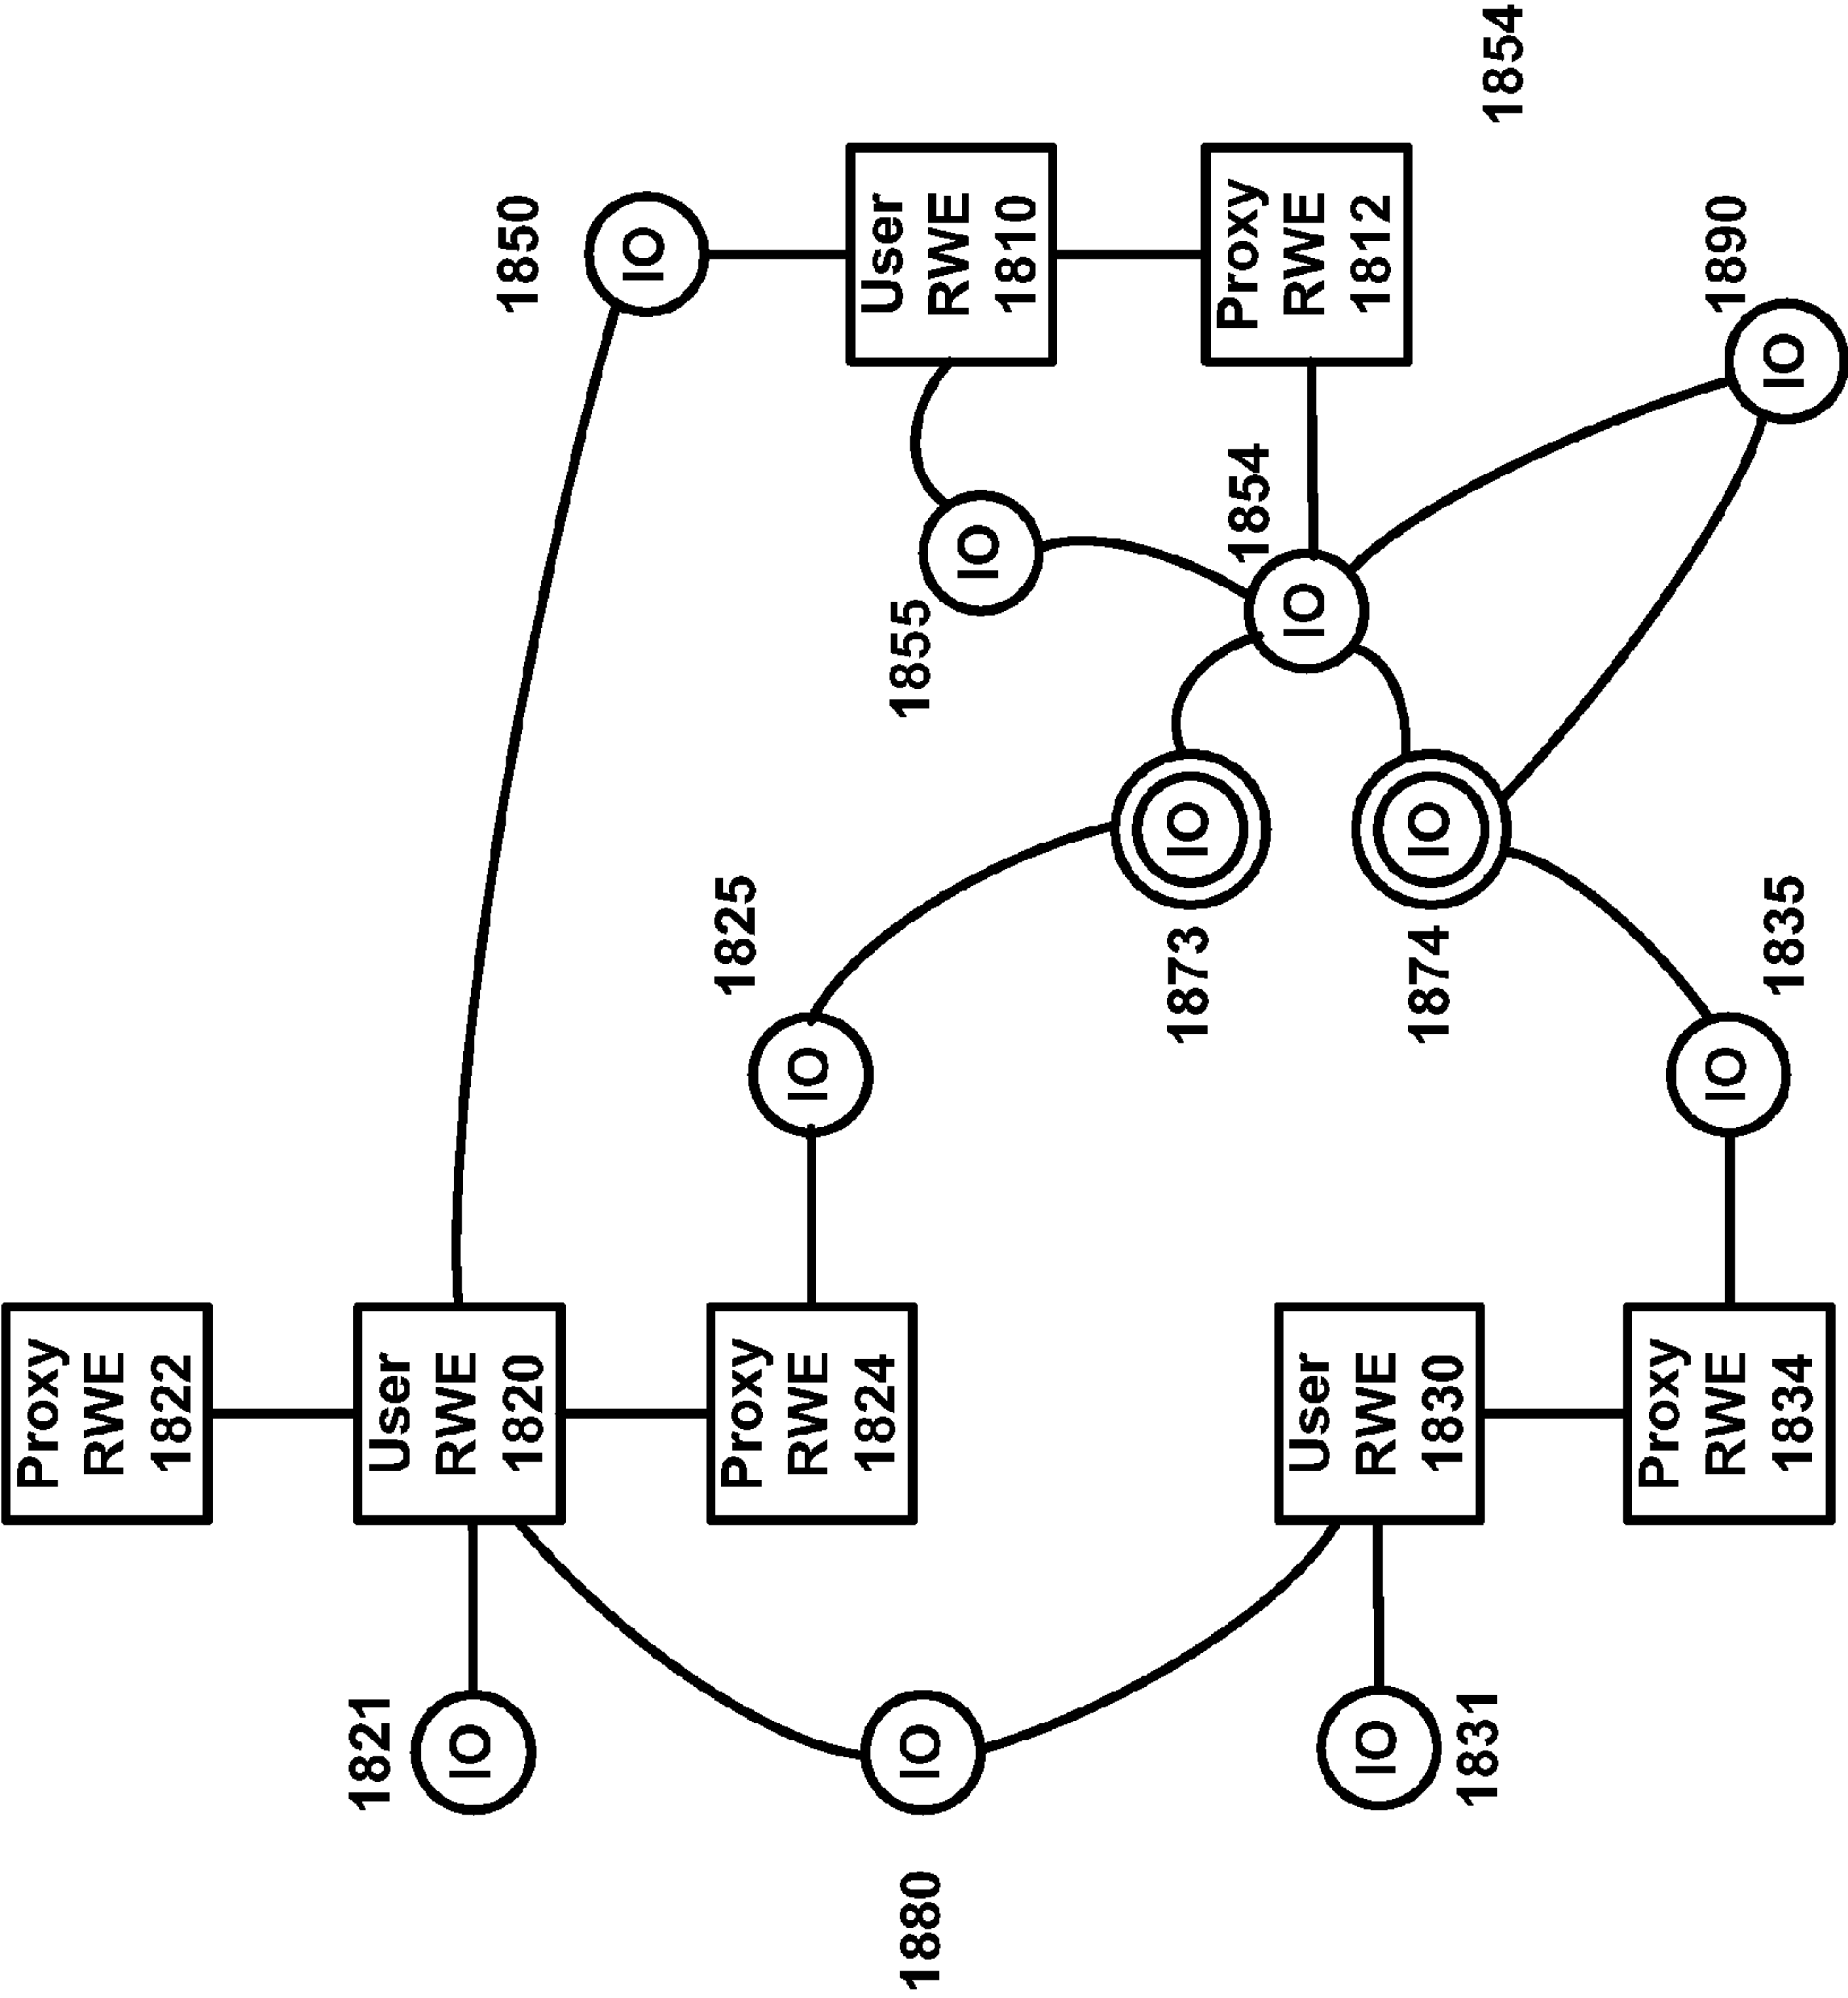 Proxy
RWE
1822
1821
IO
User
RWE
1820
1850
IO
1825
IO
Proxy
RWE
1824
User
RWE
1810
1855
IO
1880
IO
1873
IO
1854
IO
Proxy
RWE
1812
User
RWE
1830
IO
1831
1874
IO
1854
Proxy
RWE
1834
IO
1835
1890
IO